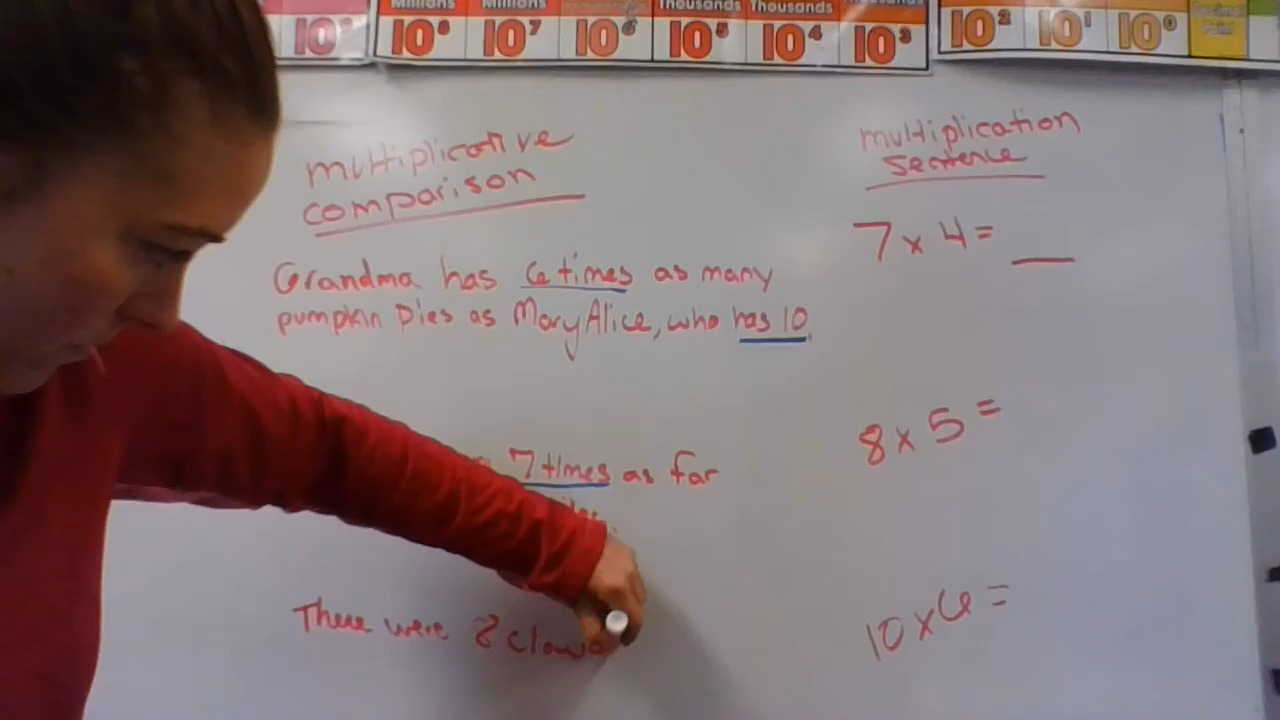 Millions
Millions
Thousands
Thousands
10⁸
10⁷
10⁶
10⁵
10⁴
10³
10²
10¹
10⁰
multiplicative
comparison
Grandma has 6 times as many
pumpkin pies as Mary Alice, who has 10.
7 times as far
There were 8 clowns
multiplication
sentence
7 x 4 = __
8 x 5 =
10 x 6 =